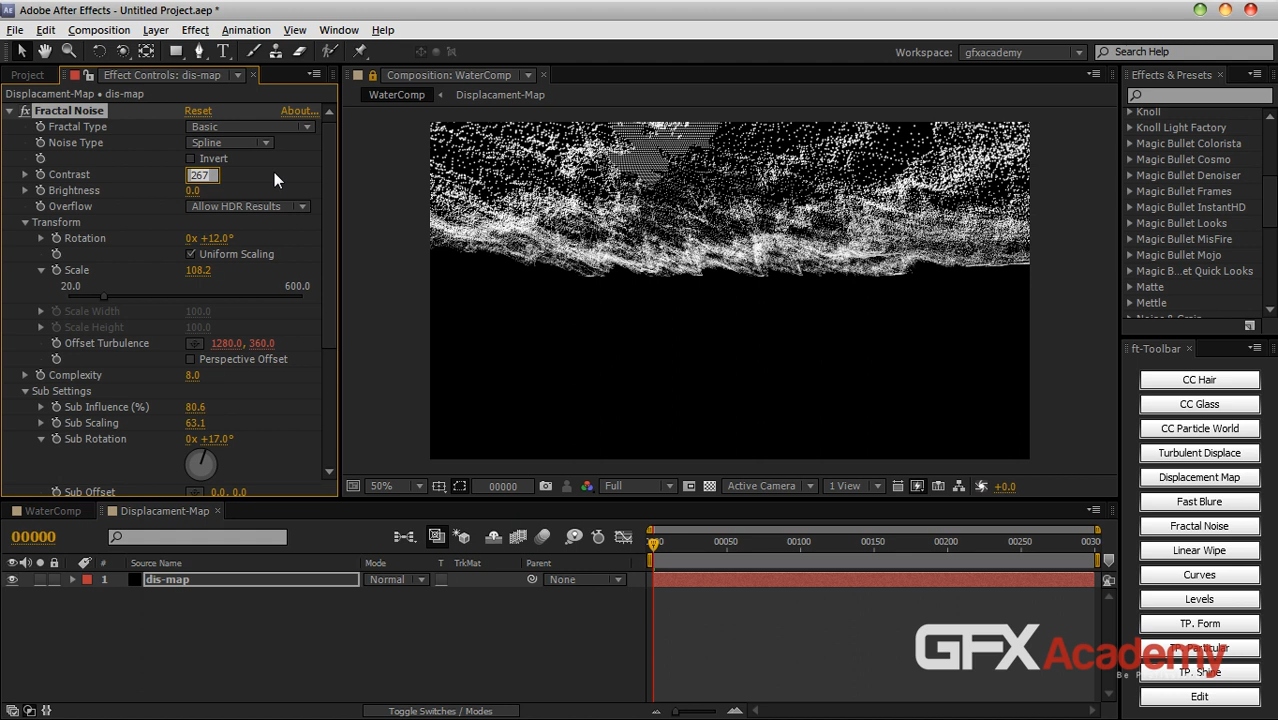 Adobe After Effects - Untitled Project.aep *
File Edit Composition Layer Effect Animation View Window Help
Workspace: gfxacademy Search Help
Project Effect Controls: dis-map Composition: WaterComp Effects & Presets
Displacament-Map • dis-map
WaterComp Displacament-Map
Fractal Noise Reset About...
Fractal Type Basic
Noise Type Spline
Invert
Contrast 267
Brightness 0.0
Overflow Allow HDR Results
Transform
Rotation 0x +12.0°
Uniform Scaling
Scale 108.2
20.0 600.0
Scale Width 100.0
Scale Height 100.0
Offset Turbulence 1280.0, 360.0
Perspective Offset
Complexity 8.0
Sub Settings
Sub Influence (%) 80.6
Sub Scaling 63.1
Sub Rotation 0x +17.0°
Sub Offset 0.0, 0.0
50% 00000 Full Active Camera 1 View +0.0
Knoll
Knoll Light Factory
Magic Bullet Colorista
Magic Bullet Cosmo
Magic Bullet Denoiser
Magic Bullet Frames
Magic Bullet InstantHD
Magic Bullet Looks
Magic Bullet MisFire
Magic Bullet Mojo
Magic B...et Quick Looks
Matte
Mettle
ft-Toolbar
CC Hair
CC Glass
CC Particle World
Turbulent Displace
Displacement Map
Fast Blure
Fractal Noise
Linear Wipe
Curves
Levels
TP. Form
TP. Particular
TP. Shine
Edit
WaterComp Displacament-Map
00000
00050 00100 00150 00200 00250
# Source Name Mode T TrkMat Parent
1 dis-map Normal None
GFX Academy
Toggle Switches / Modes